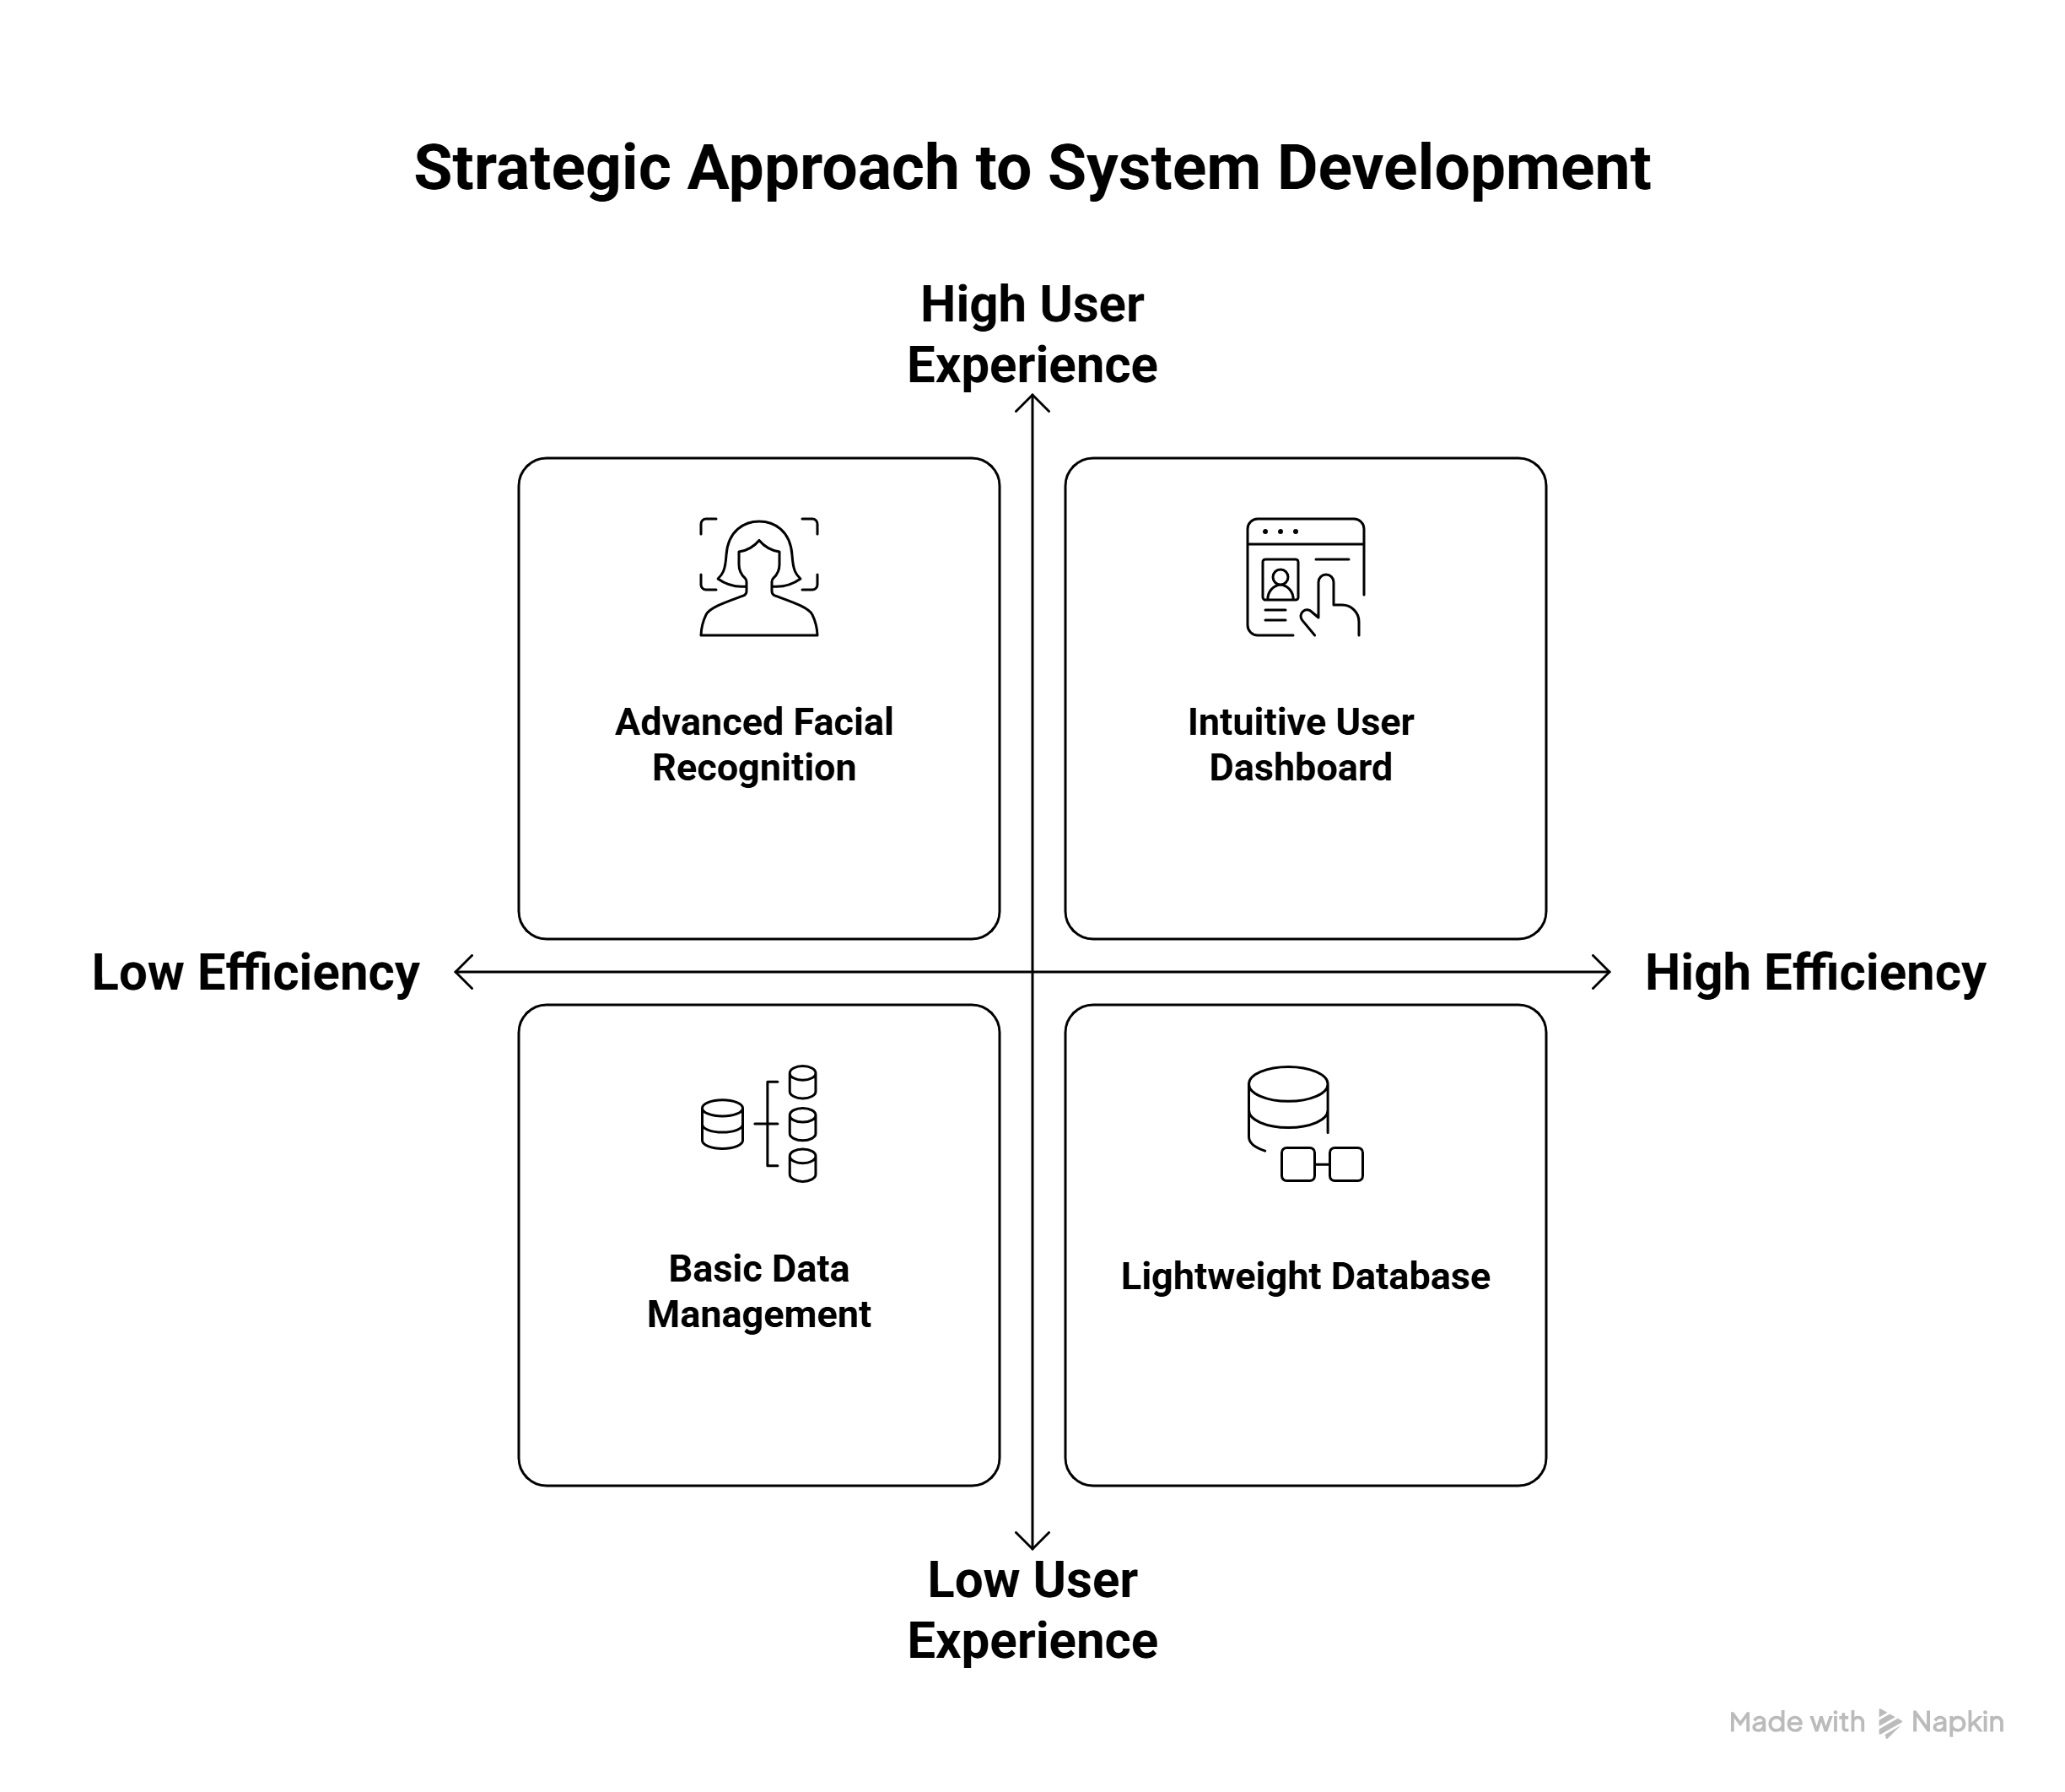 Strategic Approach to System Development
High User
Experience
Advanced Facial
Recognition
Intuitive User
Dashboard
Low Efficiency
High Efficiency
Basic Data
Management
Lightweight Database
Low User
Experience
Made with Napkin